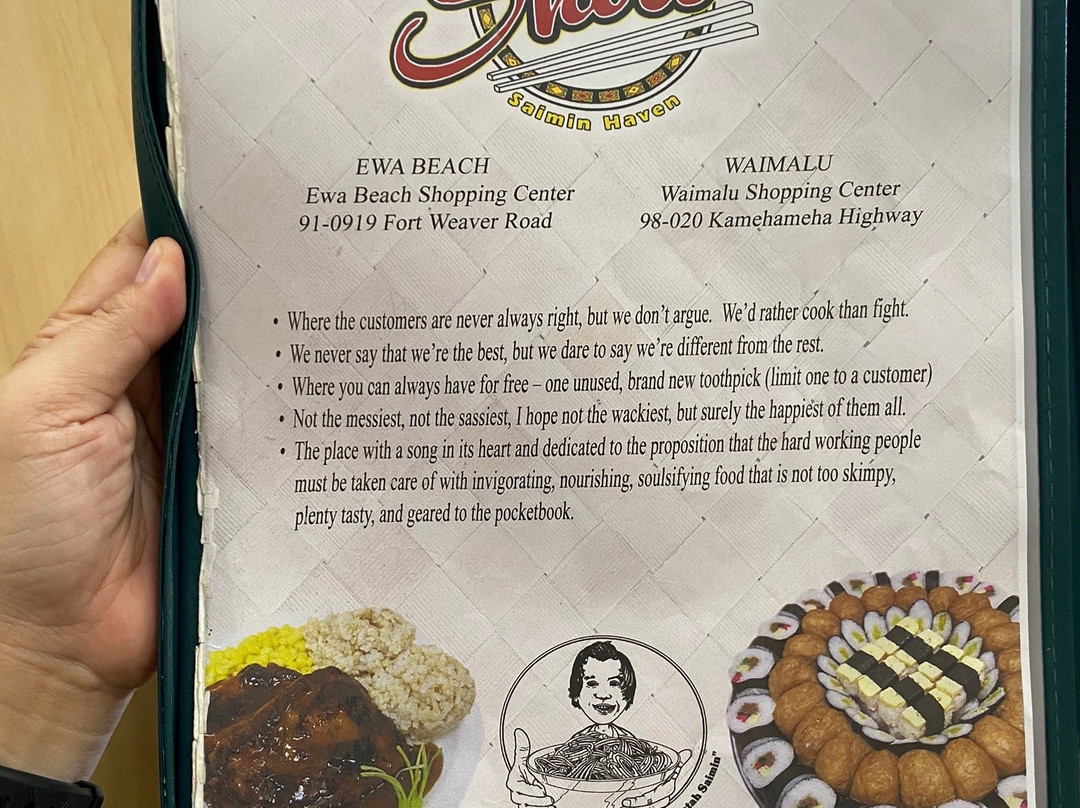 Saimin Haven
EWA BEACH
Ewa Beach Shopping Center
91-0919 Fort Weaver Road
WAIMALU
Waimalu Shopping Center
98-020 Kamehameha Highway
• Where the customers are never always right, but we don't argue. We'd rather cook than fight.
• We never say that we're the best, but we dare to say we're different from the rest.
• Where you can always have for free – one unused, brand new toothpick (limit one to a customer)
• Not the messiest, not the sassiest, I hope not the wackiest, but surely the happiest of them all.
• The place with a song in its heart and dedicated to the proposition that the hard working people
must be taken care of with invigorating, nourishing, soulsifying food that is not too skimpy,
plenty tasty, and geared to the pocketbook.
Saimin"